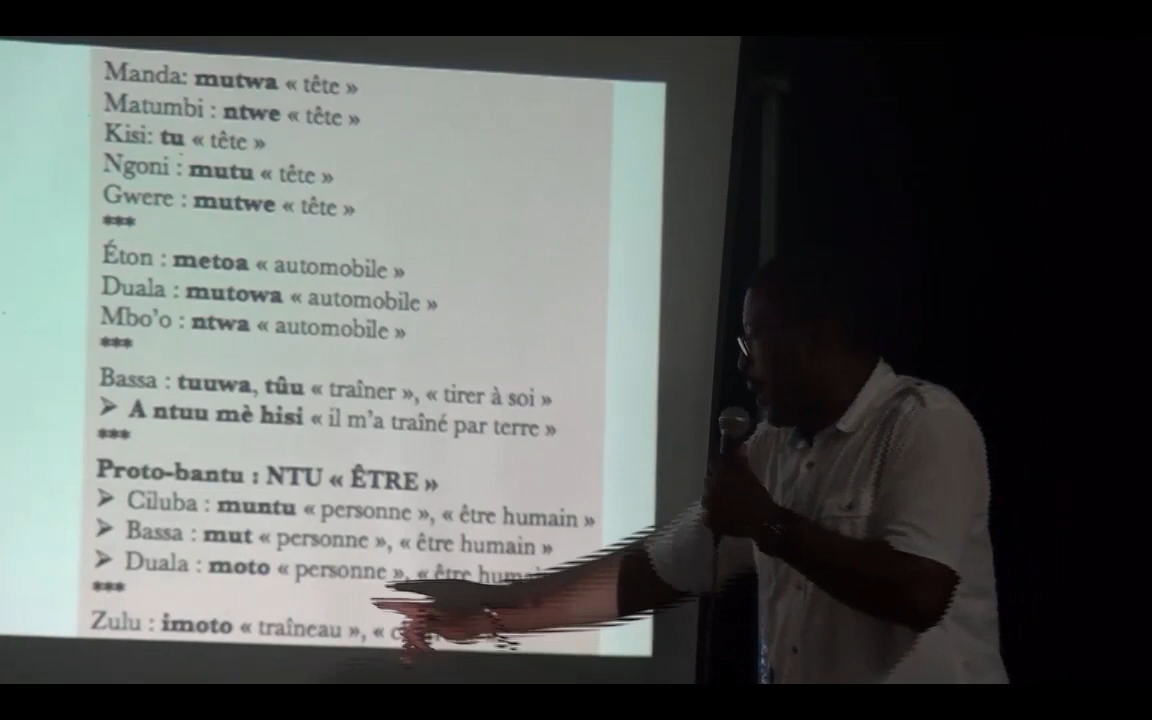 Manda: mutwa « tête »
Matumbi : ntwe « tête »
Kisi: tu « tête »
Ngoni : mutu « tête »
Gwere : mutwe « tête »
***
Éton : metoa « automobile »
Duala : mutowa « automobile »
Mbo’o : ntwa « automobile »
***
Bassa : tuuwa, tûu « traîner », « tirer à soi »
➢ A ntuu mè hisi « il m’a traîné par terre »
***
Proto-bantu : NTU « ÊTRE »
➢ Ciluba : muntu « personne », « être humain »
➢ Bassa : mut « personne », « être humain »
➢ Duala : moto « personne », « être
***
Zulu : imoto « traîneau », «